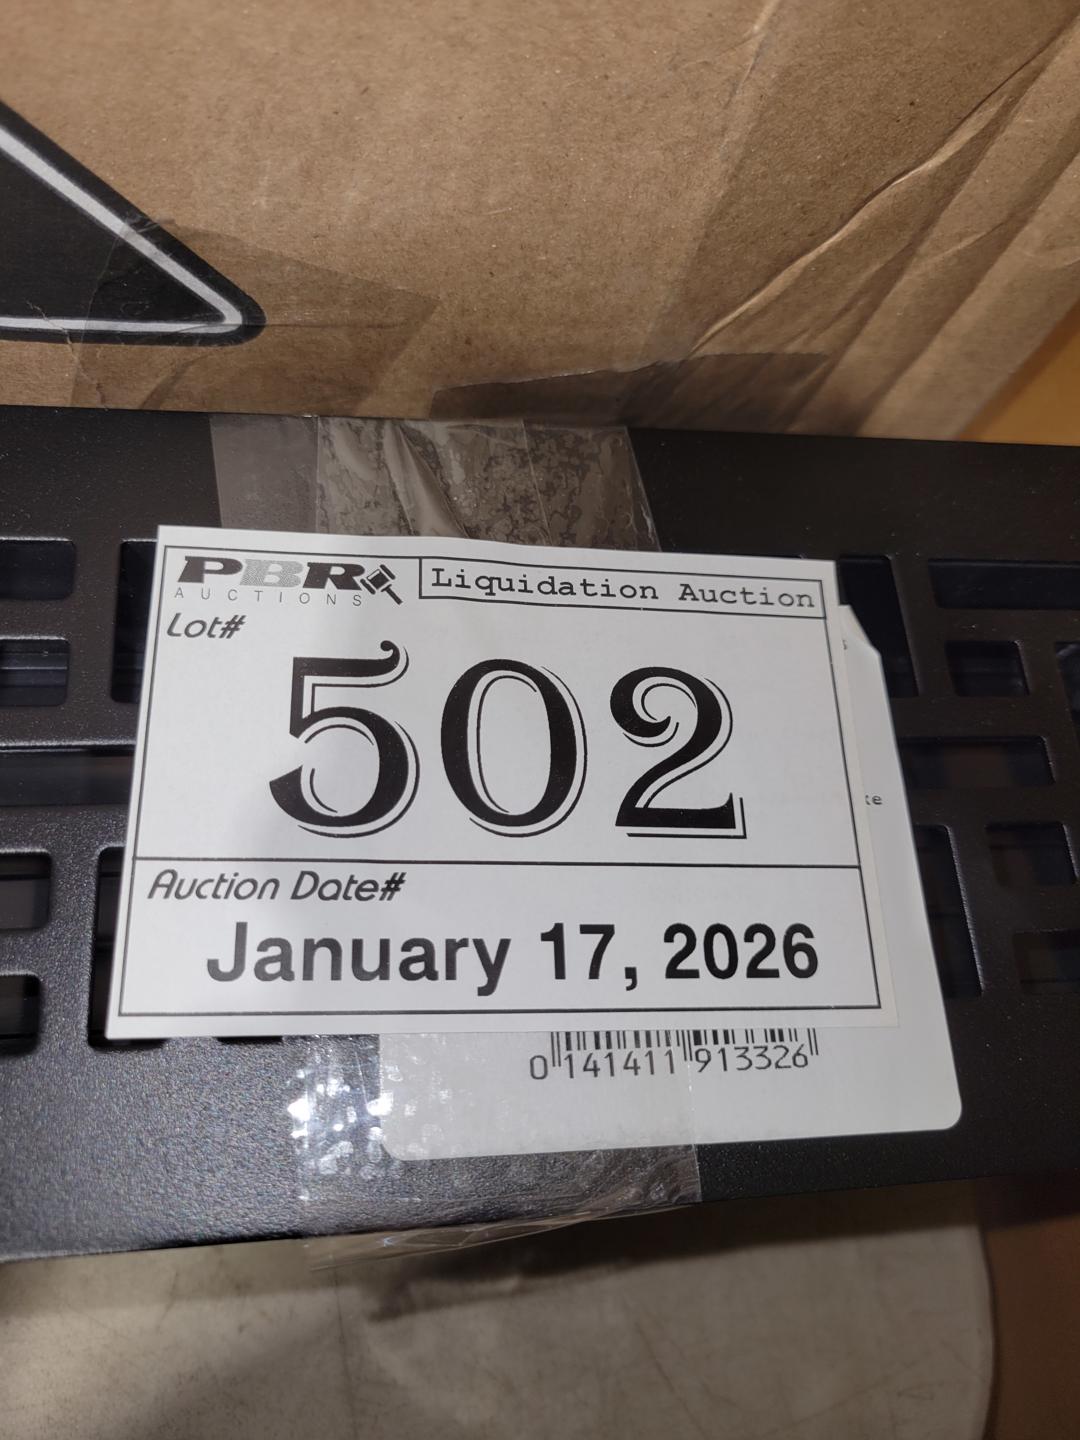 PBR
AUCTIONS
Liquidation Auction
Lot#
502
Auction Date#
January 17, 2026
0 141411 913326